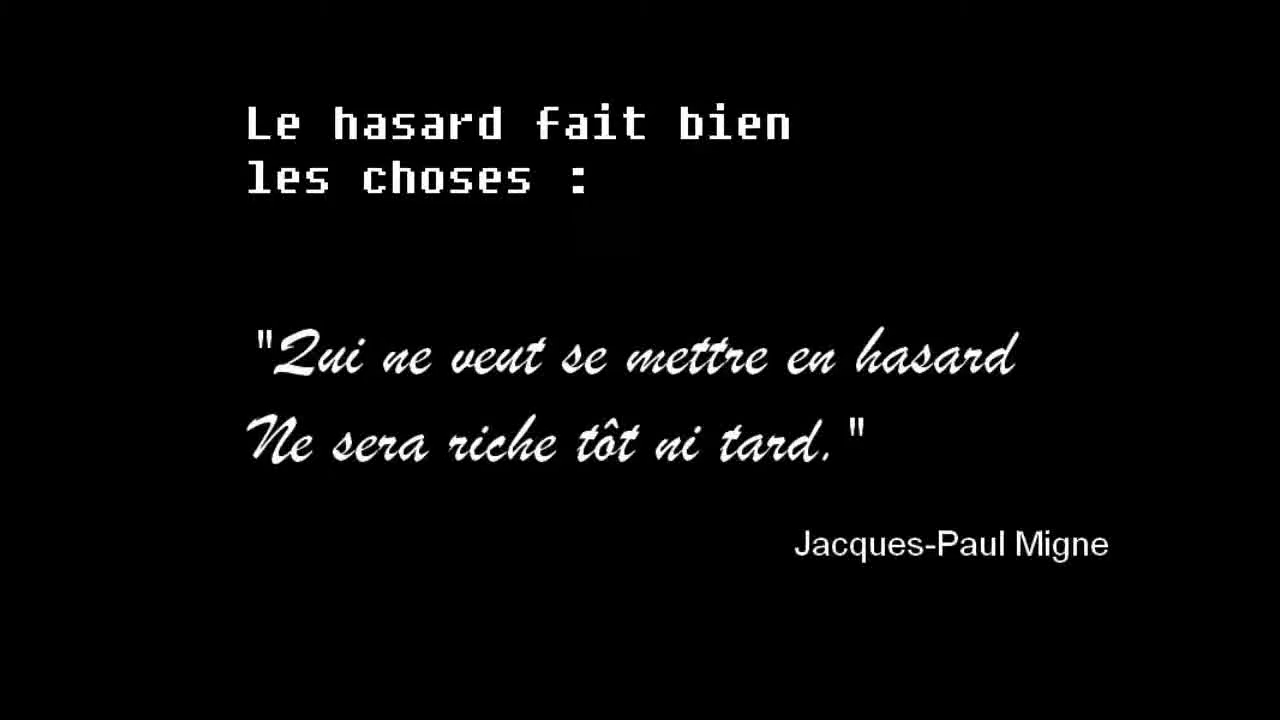 Le hasard fait bien
les choses :
"Qui ne veut se mettre en hasard
Ne sera riche tôt ni tard."
Jacques-Paul Migne